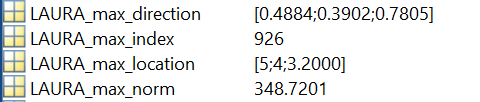 LAURA_max_direction [0.4884;0.3902;0.7805]
LAURA_max_index 926
LAURA_max_location [5;4;3.2000]
LAURA_max_norm 348.7201